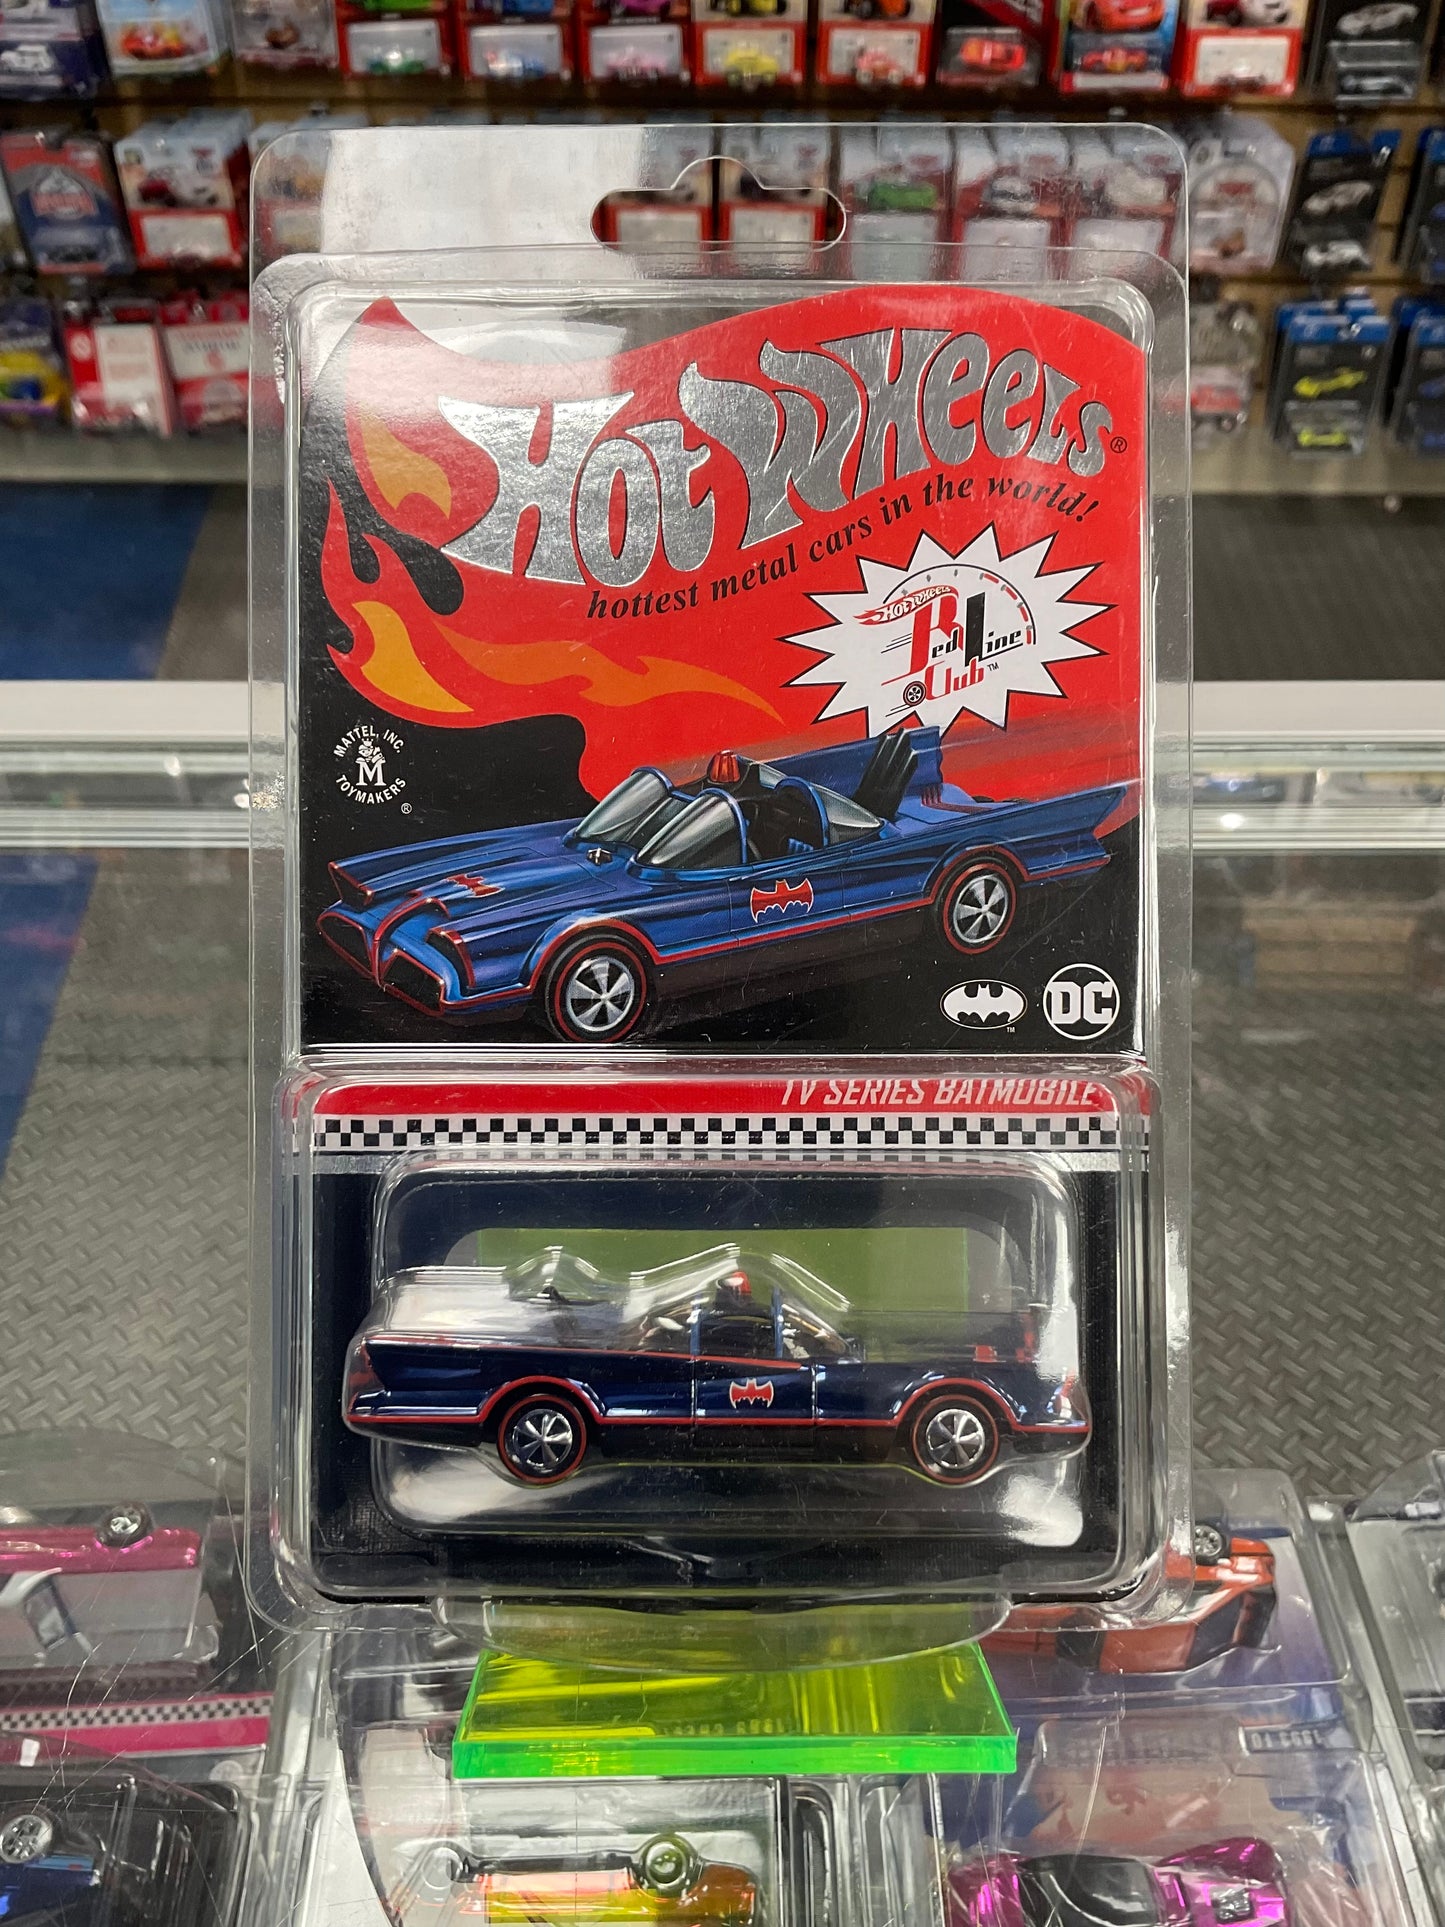 Hot Wheels®
hottest metal cars in the world!
Hot Wheels
Red Line
Club™
MATTEL, INC.
M
TOYMAKERS
®
TM
DC
TV SERIES BATMOBILE